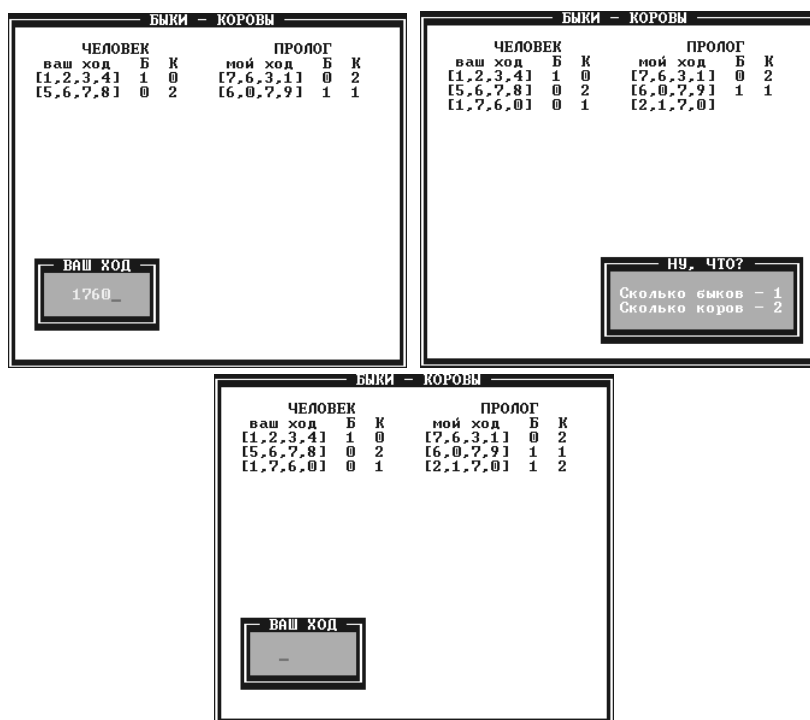 БЫКИ - КОРОВЫ
ЧЕЛОВЕК ПРОЛОГ
ваш ход Б К мой ход Б К
[1,2,3,4] 1 0 [7,6,3,1] 0 2
[5,6,7,8] 0 2 [6,0,7,9] 1 1
ВАШ ХОД
1760_
БЫКИ - КОРОВЫ
ЧЕЛОВЕК ПРОЛОГ
ваш ход Б К мой ход Б К
[1,2,3,4] 1 0 [7,6,3,1] 0 2
[5,6,7,8] 0 2 [6,0,7,9] 1 1
[1,7,6,0] 0 1 [2,1,7,0]
НУ, ЧТО?
Сколько быков - 1
Сколько коров - 2
БЫКИ - КОРОВЫ
ЧЕЛОВЕК ПРОЛОГ
ваш ход Б К мой ход Б К
[1,2,3,4] 1 0 [7,6,3,1] 0 2
[5,6,7,8] 0 2 [6,0,7,9] 1 1
[1,7,6,0] 0 1 [2,1,7,0] 1 2
ВАШ ХОД
_